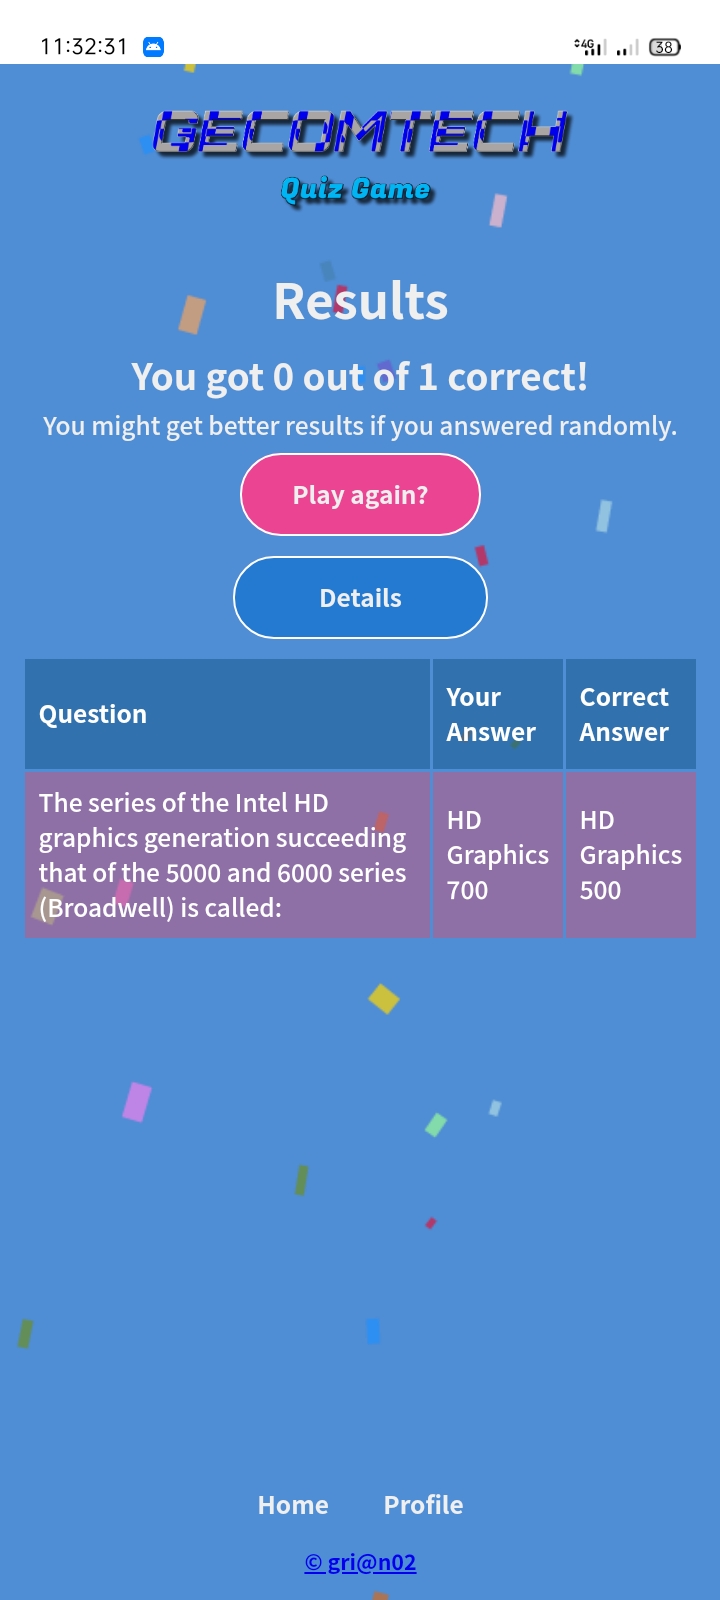 11:32:31
4G
38
GECOMTECH
Quiz Game
Results
You got 0 out of 1 correct!
You might get better results if you answered randomly.
Play again?
Details
Question
Your
Answer
Correct
Answer
The series of the Intel HD
graphics generation succeeding
that of the 5000 and 6000 series
(Broadwell) is called:
HD
Graphics
700
HD
Graphics
500
Home Profile
© gri@n02